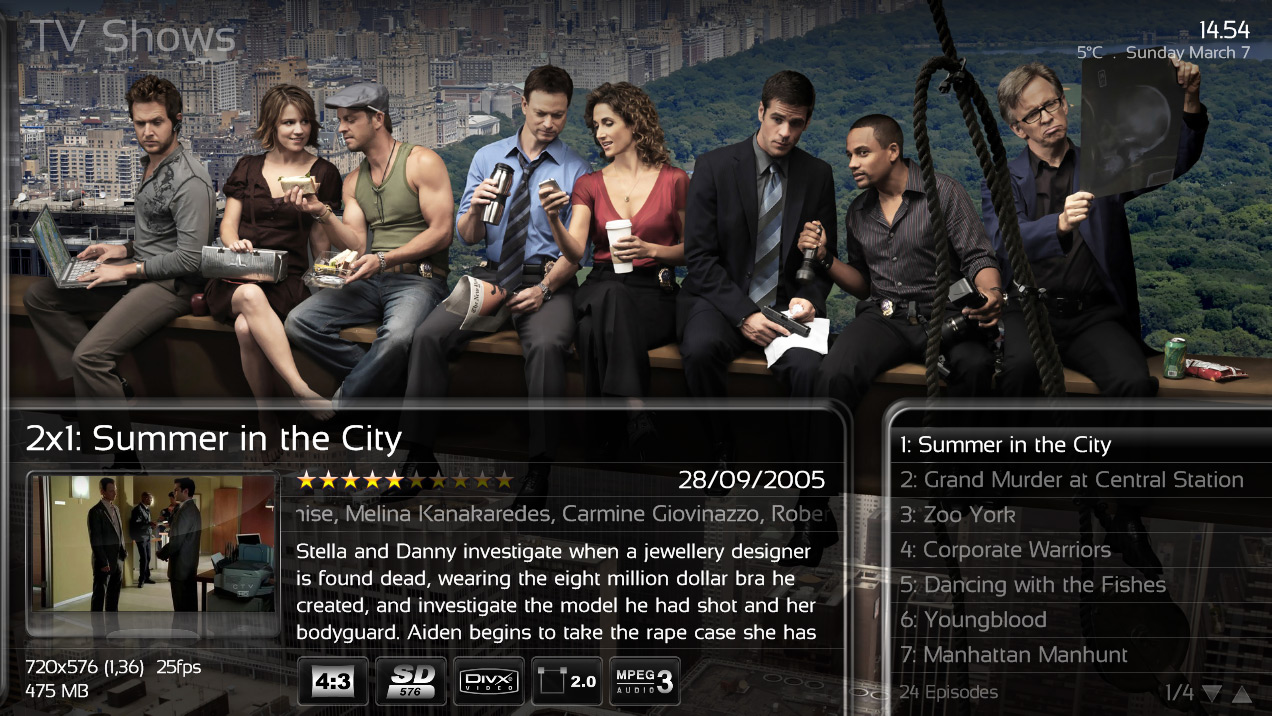 TV Shows
14.54
5°C . Sunday March 7
2x1: Summer in the City
28/09/2005
nise, Melina Kanakaredes, Carmine Giovinazzo, Rober
Stella and Danny investigate when a jewellery designer
is found dead, wearing the eight million dollar bra he
created, and investigate the model he had shot and her
bodyguard. Aiden begins to take the rape case she has
720x576 (1,36) 25fps
475 MB
4:3
SD
576
DIVX
VIDEO
2.0
MPEG
AUDIO 3
1: Summer in the City
2: Grand Murder at Central Station
3: Zoo York
4: Corporate Warriors
5: Dancing with the Fishes
6: Youngblood
7: Manhattan Manhunt
24 Episodes
1/4